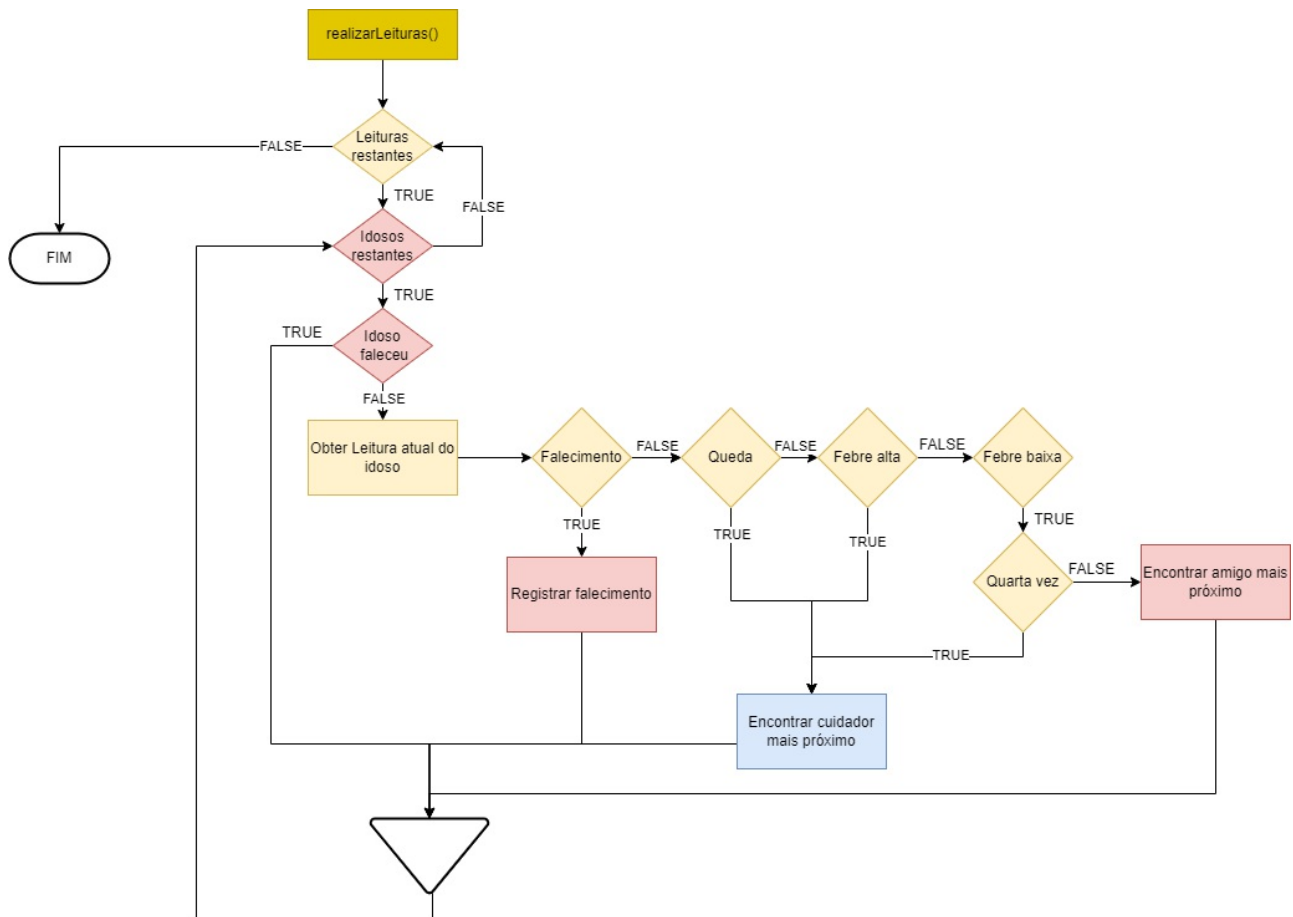 realizarLeituras()
Leituras
restantes
FALSE
TRUE
FALSE
FIM
Idosos
restantes
TRUE
TRUE
Idoso
faleceu
FALSE
Obter Leitura atual do
idoso
Falecimento
FALSE
Queda
FALSE
Febre alta
FALSE
Febre baixa
TRUE
TRUE
TRUE
TRUE
Registrar falecimento
Quarta vez
FALSE
Encontrar amigo mais
próximo
TRUE
Encontrar cuidador
mais próximo